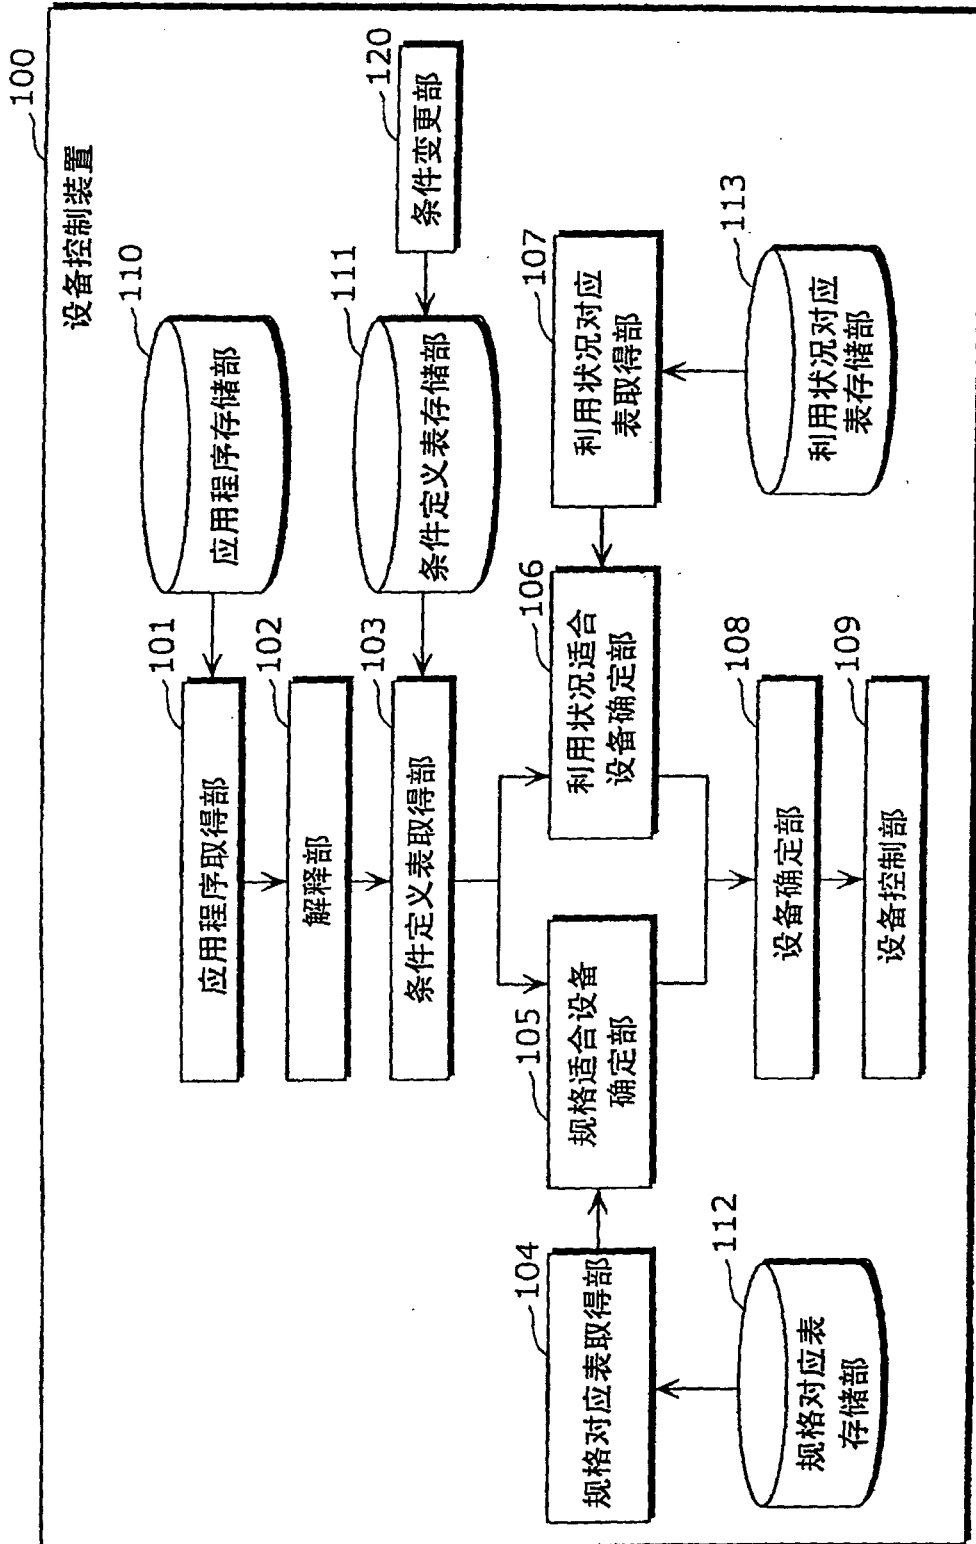 100
设备控制装置
110
应用程序存储部
101
应用程序取得部
102
解释部
120
条件变更部
111
条件定义表存储部
103
条件定义表取得部
104
规格对应表取得部
105
规格适合设备
确定部
106
利用状况适合
设备确定部
107
利用状况对应
表取得部
112
规格对应表
存储部
108
设备确定部
113
利用状况对应
表存储部
109
设备控制部